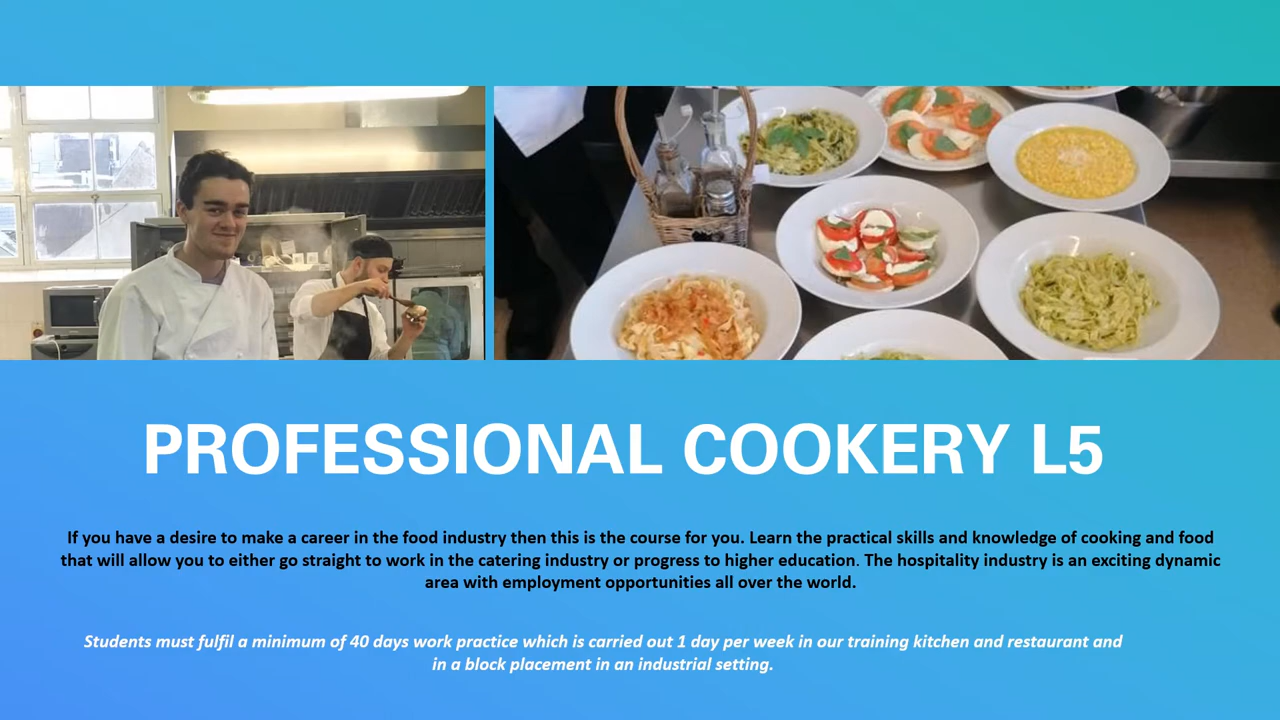 PROFESSIONAL COOKERY L5
If you have a desire to make a career in the food industry then this is the course for you. Learn the practical skills and knowledge of cooking and food
that will allow you to either go straight to work in the catering industry or progress to higher education. The hospitality industry is an exciting dynamic
area with employment opportunities all over the world.
Students must fulfil a minimum of 40 days work practice which is carried out 1 day per week in our training kitchen and restaurant and
in a block placement in an industrial setting.